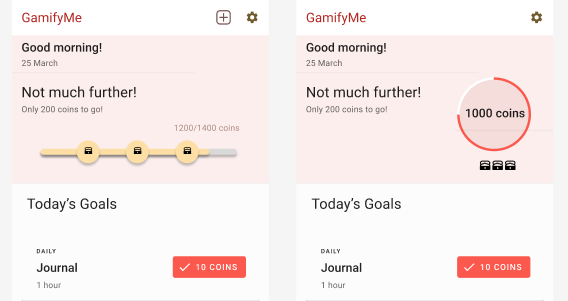 GamifyMe
Good morning!
25 March
Not much further!
Only 200 coins to go!
1200/1400 coins
Today's Goals
DAILY
Journal
10 COINS
1 hour
GamifyMe
Good morning!
25 March
Not much further!
Only 200 coins to go!
1000 coins
Today's Goals
DAILY
Journal
10 COINS
1 hour